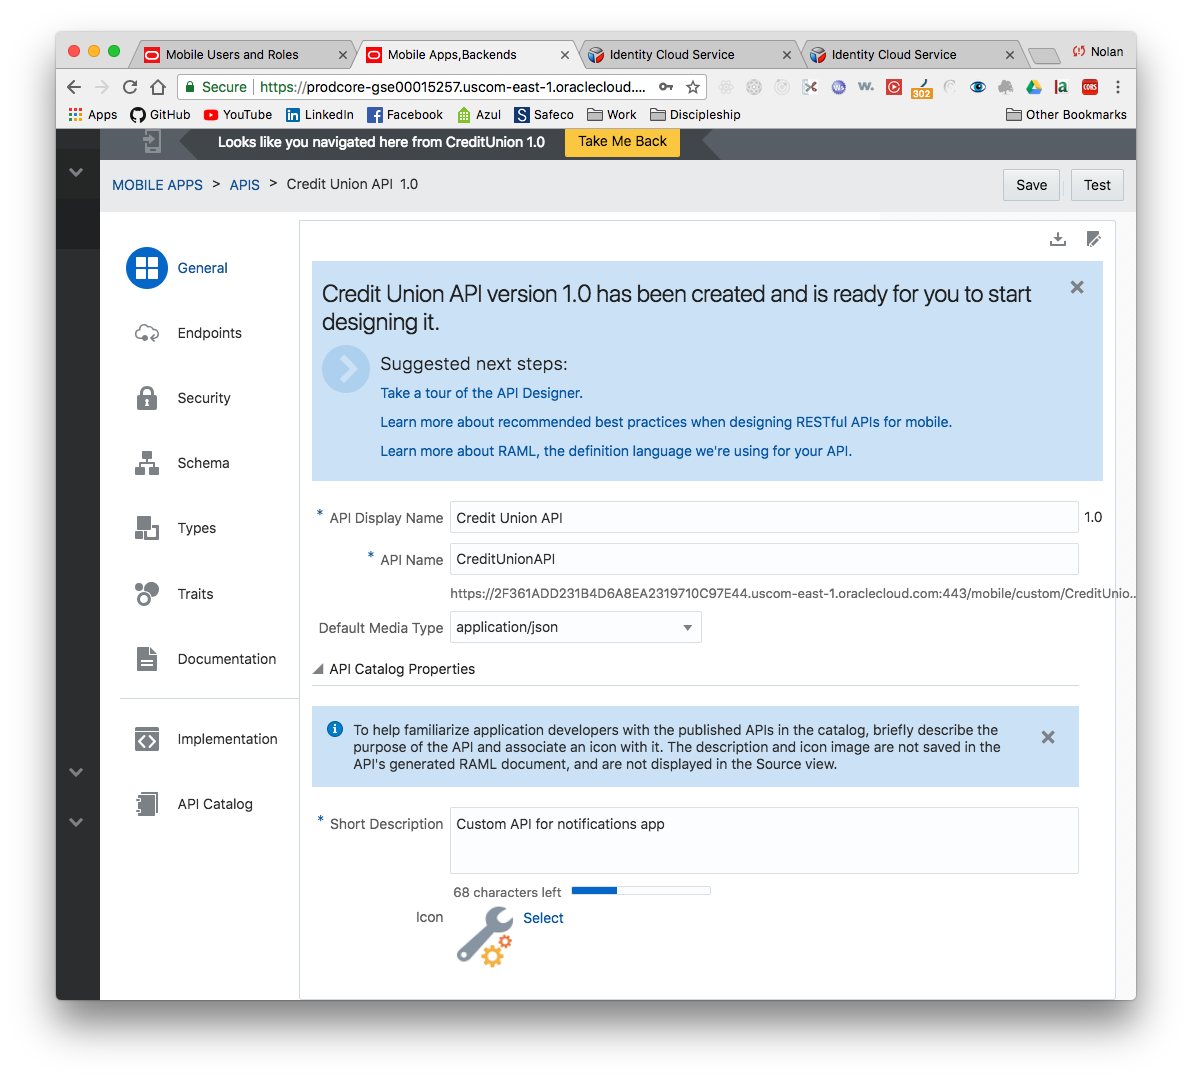 Mobile Users and Roles
Mobile Apps,Backends
Identity Cloud Service
Identity Cloud Service
Nolan
Secure
https://prodcore-gse00015257.uscom-east-1.oraclecloud....
302
CORS
Apps
GitHub
YouTube
LinkedIn
Facebook
Azul
Safeco
Work
Discipleship
Other Bookmarks
Looks like you navigated here from CreditUnion 1.0
Take Me Back
MOBILE APPS > APIS > Credit Union API 1.0
Save
Test
General
Endpoints
Security
Schema
Types
Traits
Documentation
Implementation
API Catalog
Credit Union API version 1.0 has been created and is ready for you to start
designing it.
Suggested next steps:
Take a tour of the API Designer.
Learn more about recommended best practices when designing RESTful APIs for mobile.
Learn more about RAML, the definition language we're using for your API.
* API Display Name Credit Union API 1.0
* API Name CreditUnionAPI
https://2F361ADD231B4D6A8EA2319710C97E44.uscom-east-1.oraclecloud.com:443/mobile/custom/CreditUnio...
Default Media Type application/json
API Catalog Properties
To help familiarize application developers with the published APIs in the catalog, briefly describe the
purpose of the API and associate an icon with it. The description and icon image are not saved in the
API's generated RAML document, and are not displayed in the Source view.
* Short Description Custom API for notifications app
68 characters left
Icon Select